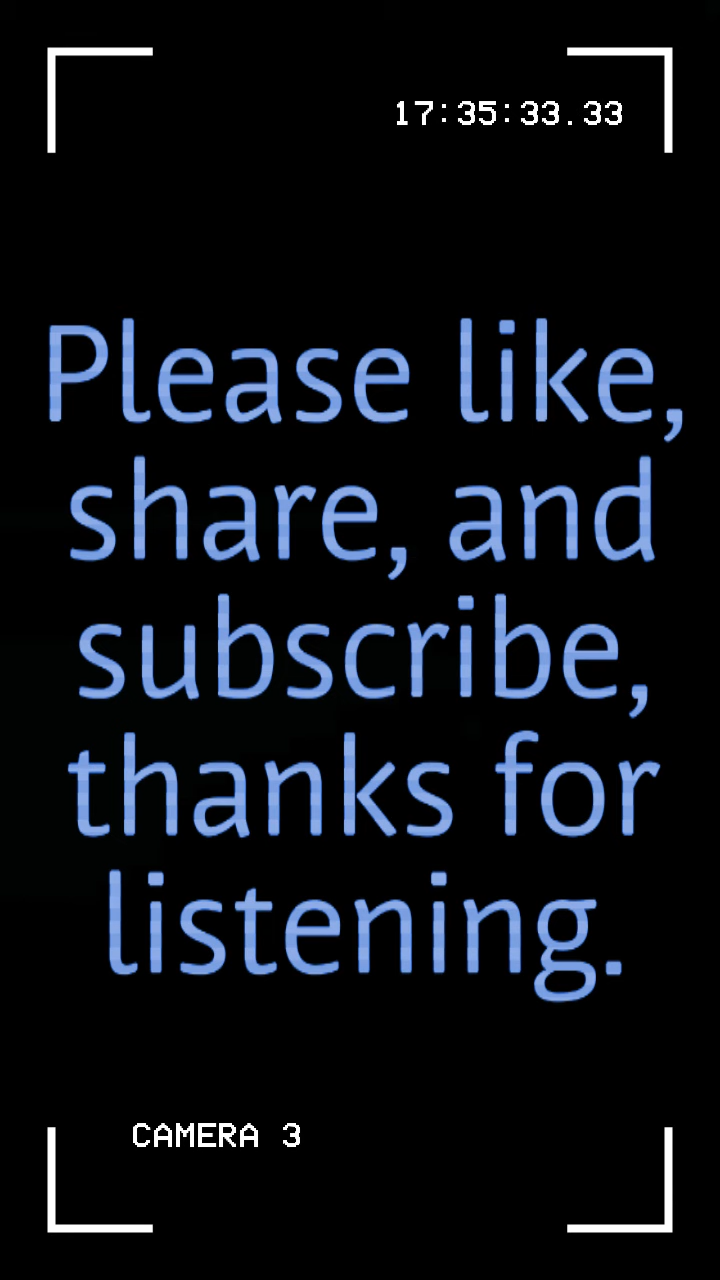 17:35:33.33
Please like,
share, and
subscribe,
thanks for
listening.
CAMERA 3